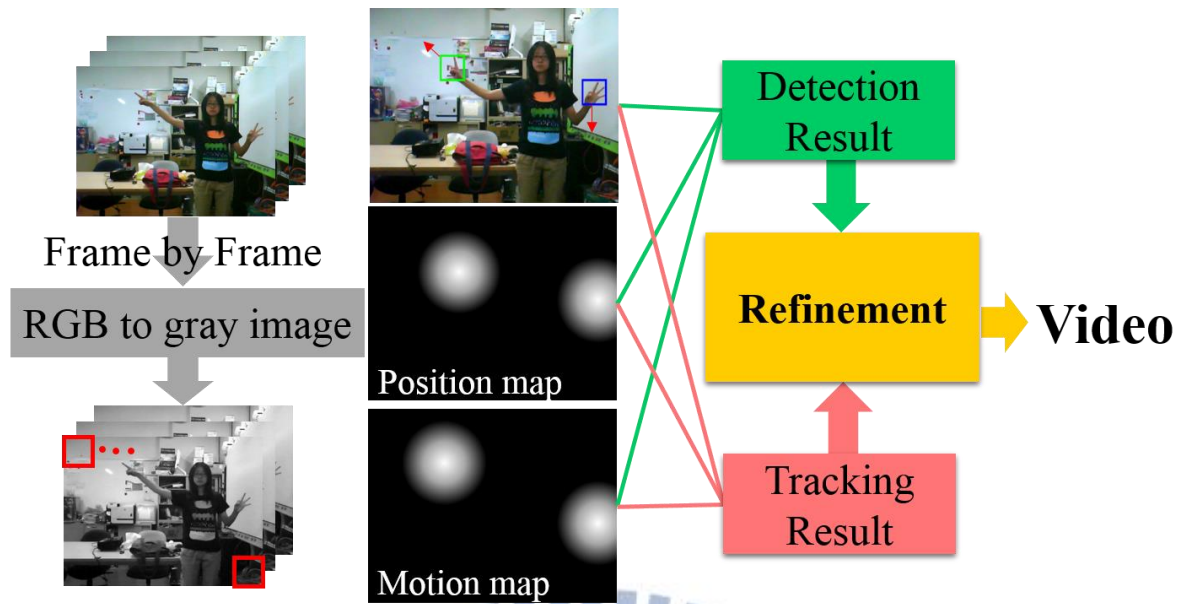 Frame by Frame
RGB to gray image
Position map
Motion map
Detection
Result
Refinement
Video
Tracking
Result